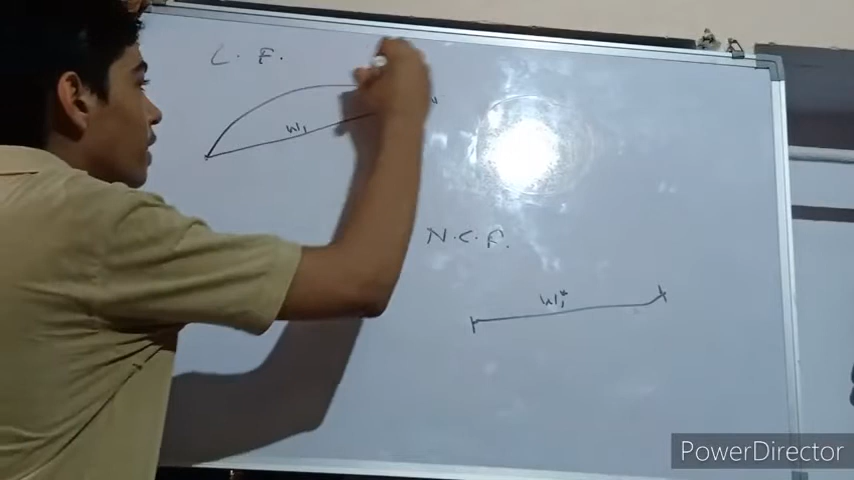 C. F.
W₁
N.C.F.
W₁*
PowerDirector